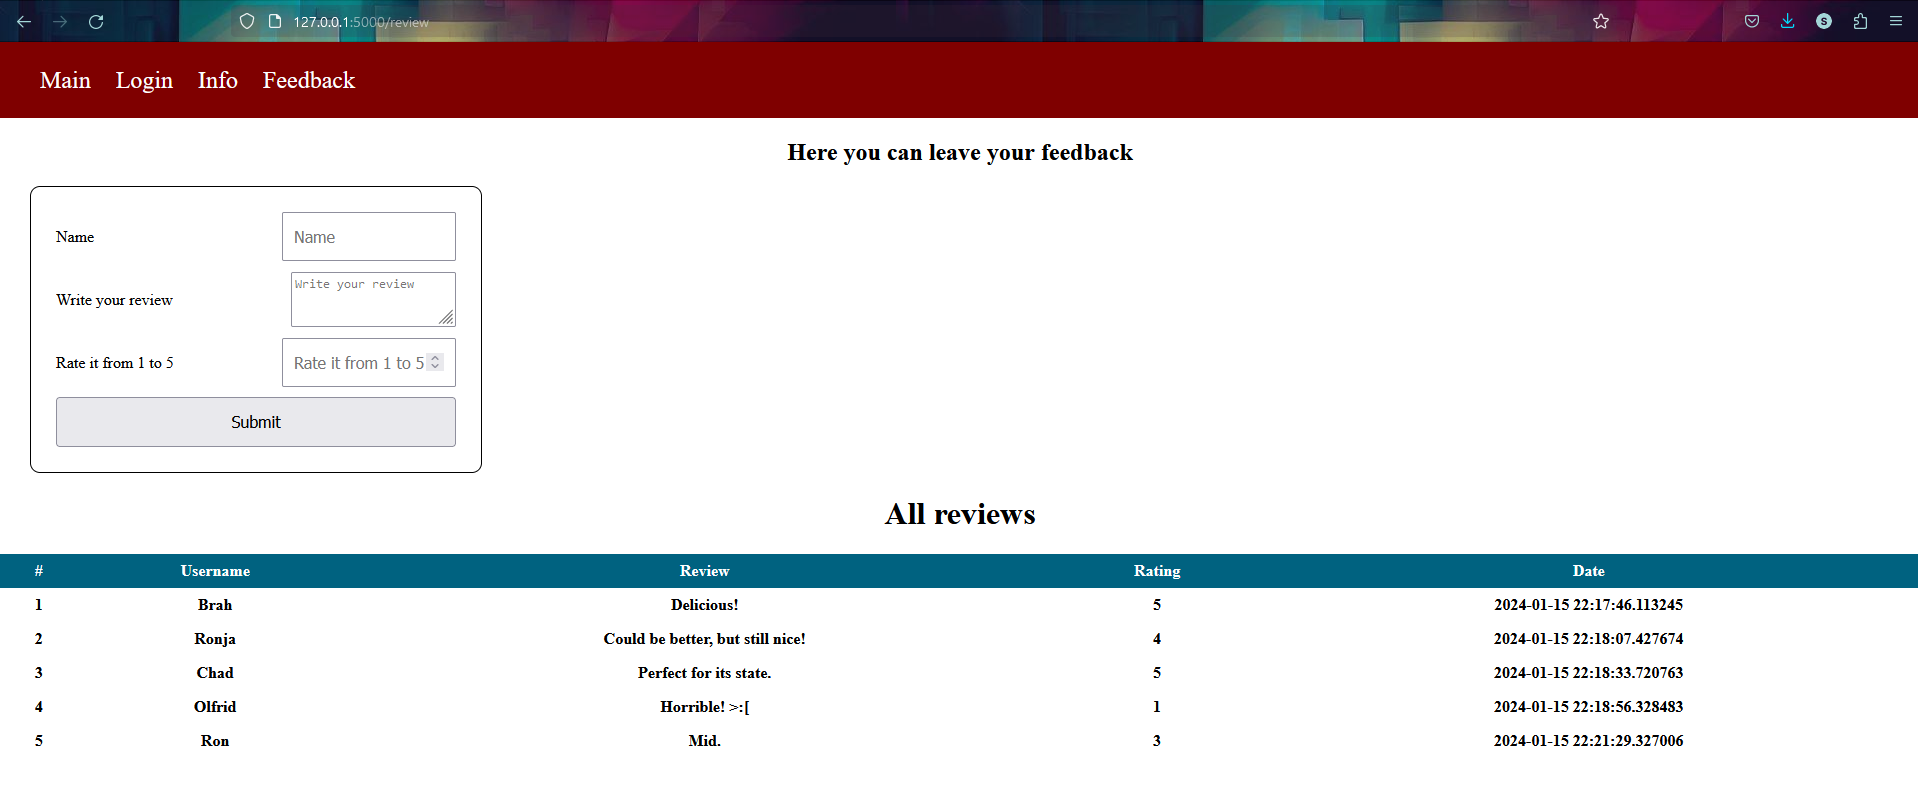 127.0.0.1:5000/review
S
Main Login Info Feedback
Here you can leave your feedback
Name Name
Write your review Write your review
Rate it from 1 to 5 Rate it from 1 to 5
Submit
All reviews
# Username Review Rating Date
1 Brah Delicious! 5 2024-01-15 22:17:46.113245
2 Ronja Could be better, but still nice! 4 2024-01-15 22:18:07.427674
3 Chad Perfect for its state. 5 2024-01-15 22:18:33.720763
4 Olfrid Horrible! >:[ 1 2024-01-15 22:18:56.328483
5 Ron Mid. 3 2024-01-15 22:21:29.327006